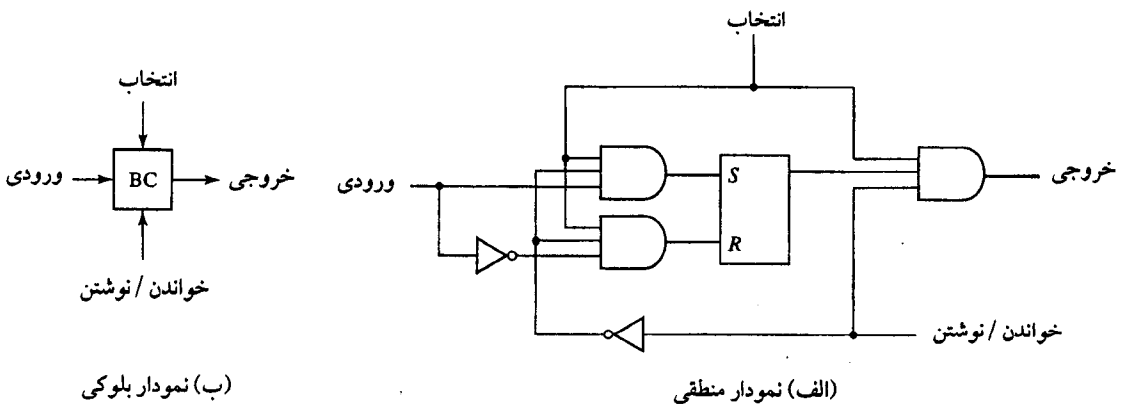 انتخاب
ورودی
S
R
خروجی
خواندن / نوشتن
(الف) نمودار منطقی
انتخاب
ورودی
BC
خروجی
خواندن / نوشتن
(ب) نمودار بلوکی